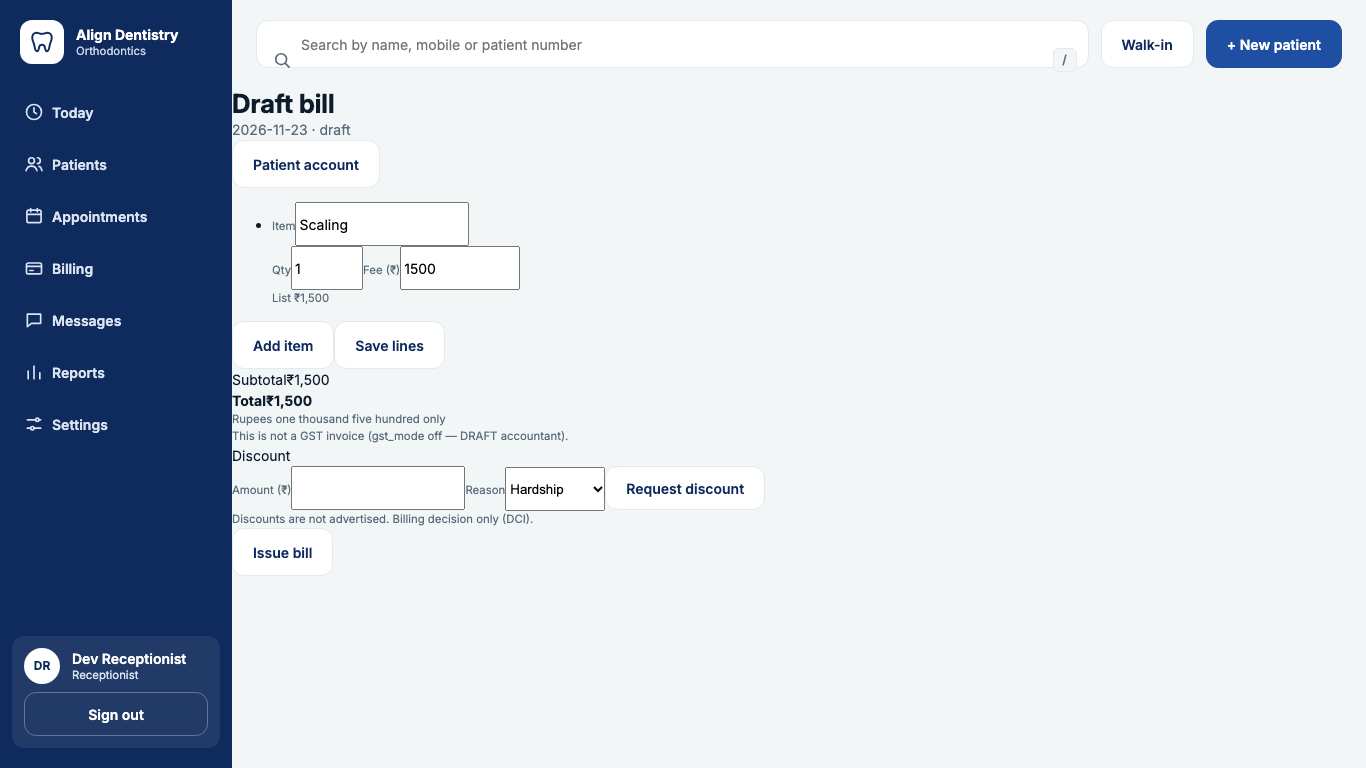 Align Dentistry
Orthodontics
Today
Patients
Appointments
Billing
Messages
Reports
Settings
DR
Dev Receptionist
Receptionist
Sign out
Search by name, mobile or patient number
/
Walk-in
+ New patient
Draft bill
2026-11-23 · draft
Patient account
Item Scaling
Qty 1 Fee (₹) 1500
List ₹1,500
Add item Save lines
Subtotal₹1,500
Total₹1,500
Rupees one thousand five hundred only
This is not a GST invoice (gst_mode off — DRAFT accountant).
Discount
Amount (₹) Reason Hardship Request discount
Discounts are not advertised. Billing decision only (DCI).
Issue bill